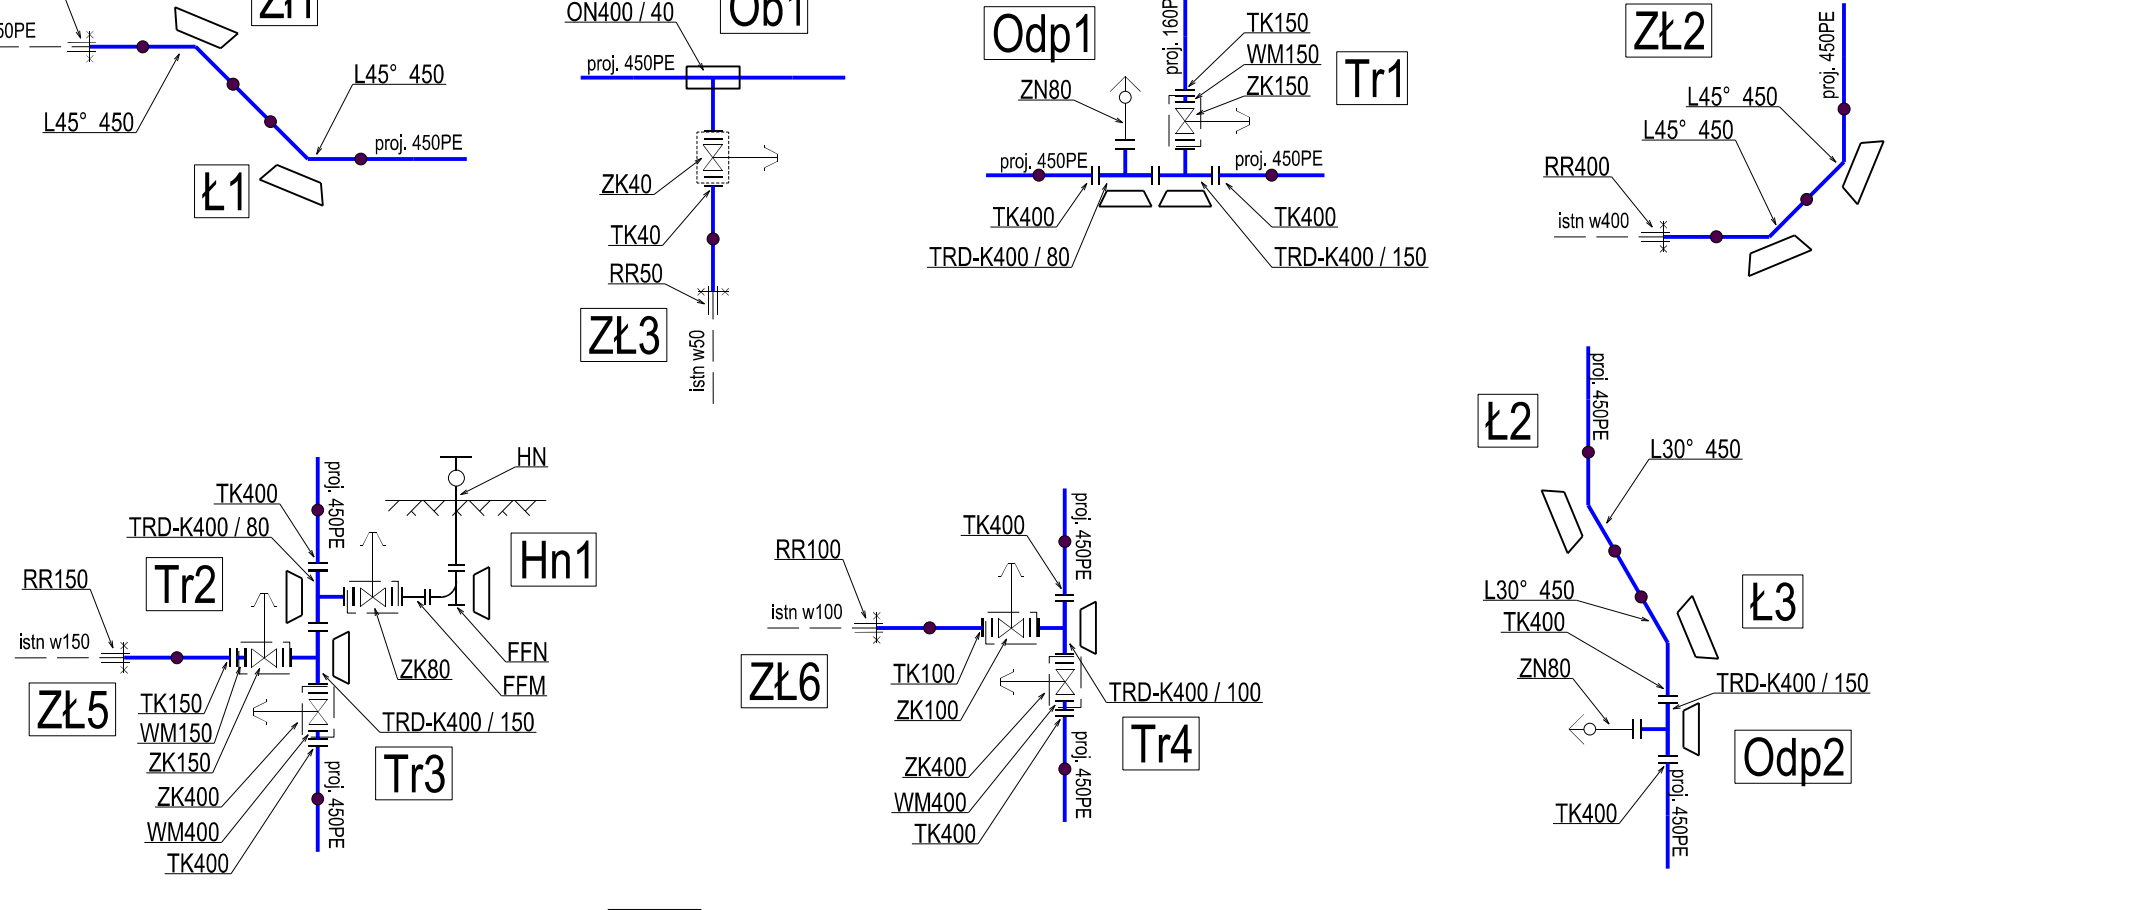 50PE
L45° 450
L45° 450
proj. 450PE
Ł1
ON400 / 40
Ob1
proj. 450PE
ZK40
TK40
RR50
ZŁ3
istn w50
Odp1
proj. 160PE
TK150
WM150
ZK150
Tr1
ZN80
proj. 450PE
proj. 450PE
TK400
TK400
TRD-K400 / 80
TRD-K400 / 150
ZŁ2
proj. 450PE
L45° 450
L45° 450
RR400
istn w400
TK400
TRD-K400 / 80
proj. 450PE
HN
Hn1
Tr2
RR150
istn w150
ZŁ5
ZK80
FFN
FFM
TK150
WM150
ZK150
TRD-K400 / 150
Tr3
ZK400
WM400
TK400
proj. 450PE
TK400
proj. 450PE
RR100
istn w100
ZŁ6
TK100
ZK100
TRD-K400 / 100
Tr4
ZK400
WM400
TK400
proj. 450PE
proj. 450PE
Ł2
L30° 450
L30° 450
Ł3
TK400
ZN80
TRD-K400 / 150
Odp2
TK400
proj. 450PE